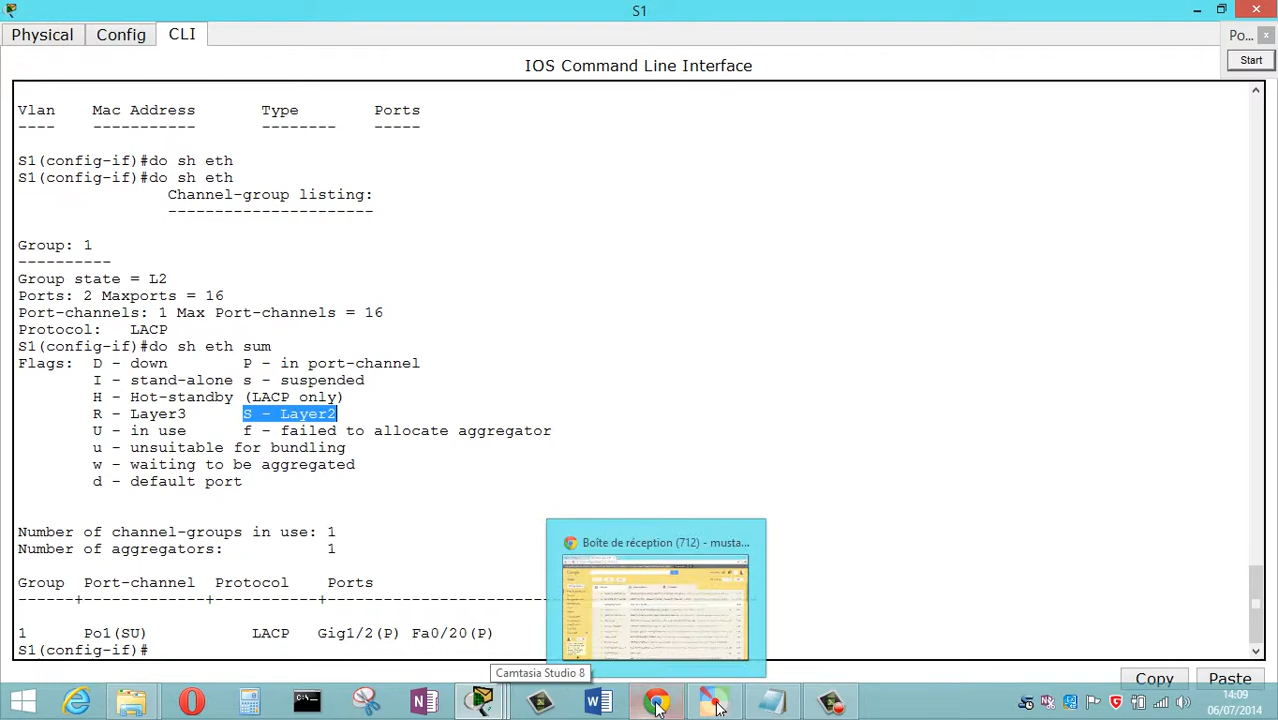 S1
Physical Config CLI
Po... x
Start
IOS Command Line Interface
Vlan Mac Address Type Ports
---- ----------- -------- -----
S1(config-if)#do sh eth
S1(config-if)#do sh eth
Channel-group listing:
----------------------
Group: 1
----------
Group state = L2
Ports: 2 Maxports = 16
Port-channels: 1 Max Port-channels = 16
Protocol: LACP
S1(config-if)#do sh eth sum
Flags: D - down P - in port-channel
I - stand-alone s - suspended
H - Hot-standby (LACP only)
R - Layer3 S - Layer2
U - in use f - failed to allocate aggregator
u - unsuitable for bundling
w - waiting to be aggregated
d - default port
Number of channel-groups in use: 1
Number of aggregators: 1
Group Port-channel Protocol Ports
------+-------------+-----------+------------------------
1 Po1(SU) LACP Gig1/2(P) Fa0/20(P)
S1(config-if)#
Boîte de réception (712) - musta...
Camtasia Studio 8
Copy Paste
14:09
06/07/2014